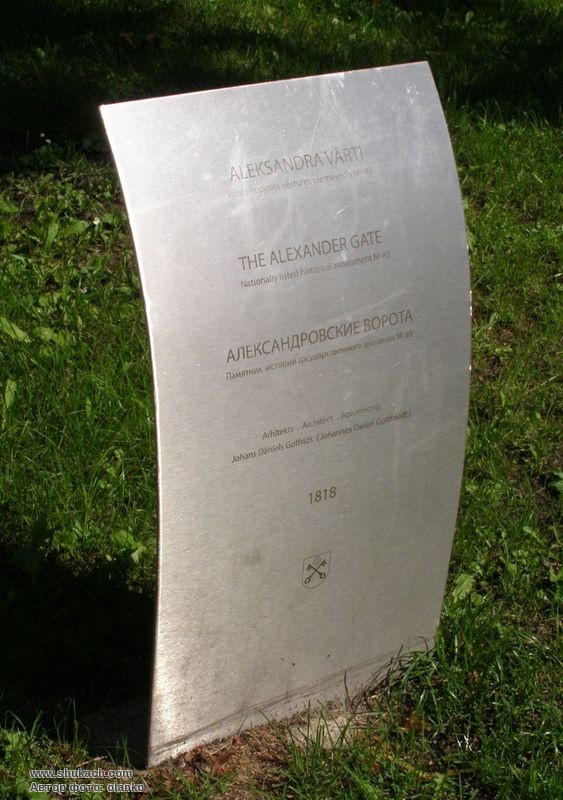 ALEKSANDRA VĀRTI
Valsts nozīmes vēstures piemineklis № 85
THE ALEXANDER GATE
Nationally listed historical monument № 85
АЛЕКСАНДРОВСКИЕ ВОРОТА
Памятник истории государственного значения № 85
Arhitekts . Architect . Архитектор
Johans Daniels Gotfrīds (Johannes Daniel Gottfriedt)
1818
www.shukach.com
Автор фото: olanko